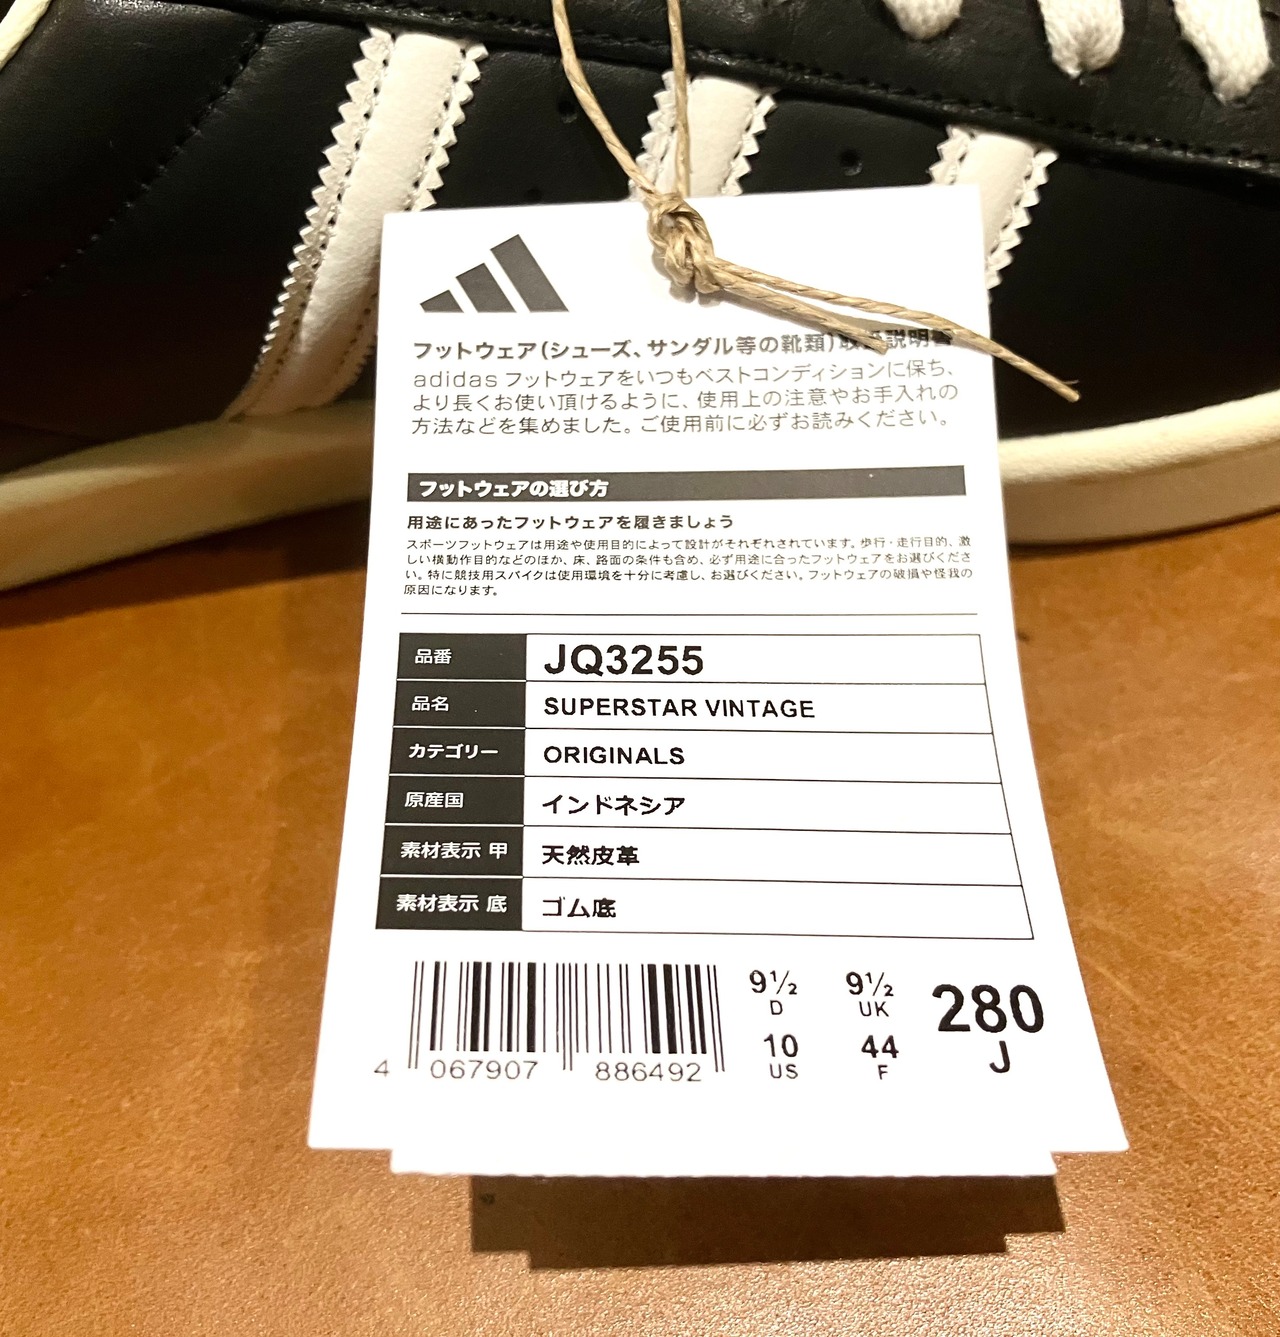 フットウェア(シューズ、サンダル等の靴類)取扱説明書
adidas フットウェアをいつもベストコンディションに保ち、
より長くお使い頂けるように、使用上の注意やお手入れの
方法などを集めました。ご使用前に必ずお読みください。
フットウェアの選び方
用途にあったフットウェアを履きましょう
スポーツフットウェアは用途や使用目的によって設計がそれぞれされています。歩行・走行目的、激
しい横動作目的などのほか、床、路面の条件も含め、必ず用途に合ったフットウェアをお選びくださ
い。特に競技用スパイクは使用環境を十分に考慮し、お選びください。フットウェアの破損や怪我の
原因になります。
品番 JQ3255
品名 SUPERSTAR VINTAGE
カテゴリー ORIGINALS
原産国 インドネシア
素材表示 甲 天然皮革
素材表示 底 ゴム底
9½ D 9½ UK 280 J
10 US 44 F
4 067907 886492